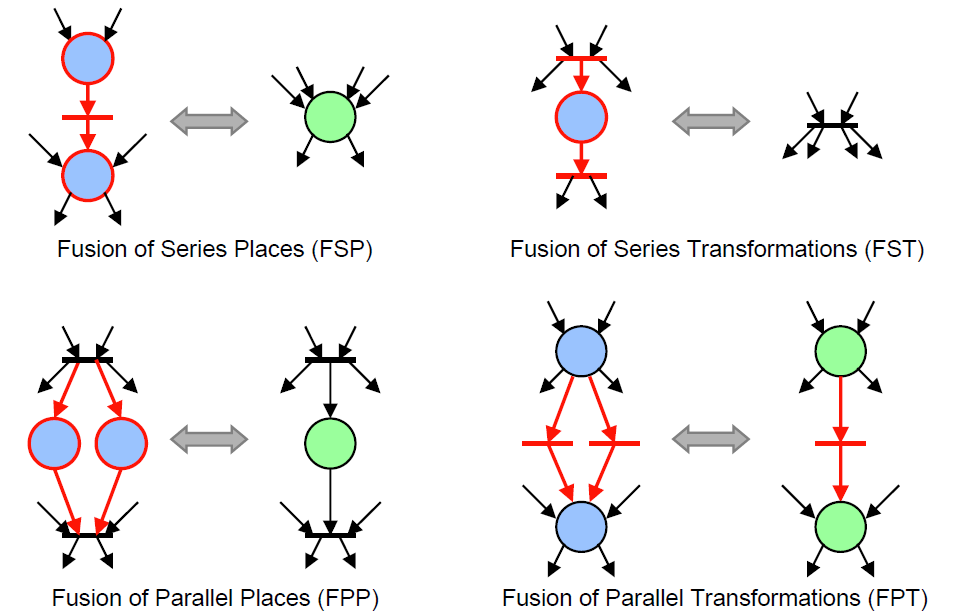 Fusion of Series Places (FSP)
Fusion of Series Transformations (FST)
Fusion of Parallel Places (FPP)
Fusion of Parallel Transformations (FPT)